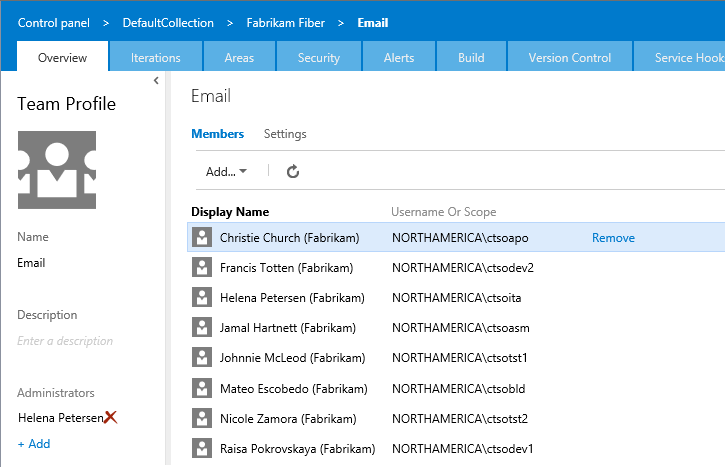 Control panel > DefaultCollection > Fabrikam Fiber > Email
Overview Iterations Areas Security Alerts Build Version Control Service Hook
<
Team Profile
Name
Email
Description
Enter a description
Administrators
Helena Petersen
+ Add
Email
Members Settings
Add...
Display Name Username Or Scope
Christie Church (Fabrikam) NORTHAMERICA\ctsoapo Remove
Francis Totten (Fabrikam) NORTHAMERICA\ctsodev2
Helena Petersen (Fabrikam) NORTHAMERICA\ctsoita
Jamal Hartnett (Fabrikam) NORTHAMERICA\ctsoasm
Johnnie McLeod (Fabrikam) NORTHAMERICA\ctsotst1
Mateo Escobedo (Fabrikam) NORTHAMERICA\ctsobld
Nicole Zamora (Fabrikam) NORTHAMERICA\ctsotst2
Raisa Pokrovskaya (Fabrikam) NORTHAMERICA\ctsodev1